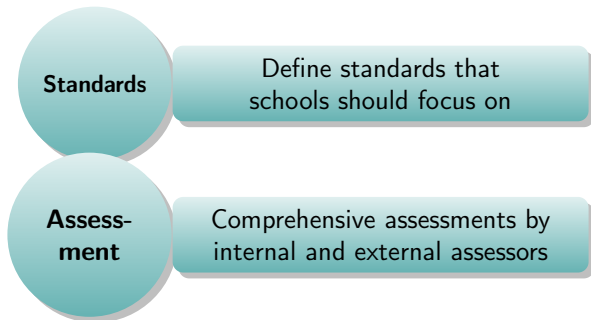 Standards
Define standards that
schools should focus on
Assess-
ment
Comprehensive assessments by
internal and external assessors